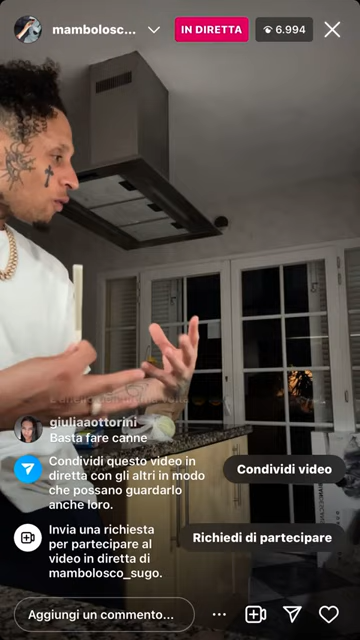 mambolosc...
IN DIRETTA
6.994
giuliaaottorini
Basta fare canne
Condividi questo video in
diretta con gli altri in modo
che possano guardarlo
anche loro.
Condividi video
Invia una richiesta
per partecipare al
video in diretta di
mambolosco_sugo.
Richiedi di partecipare
Aggiungi un commento...